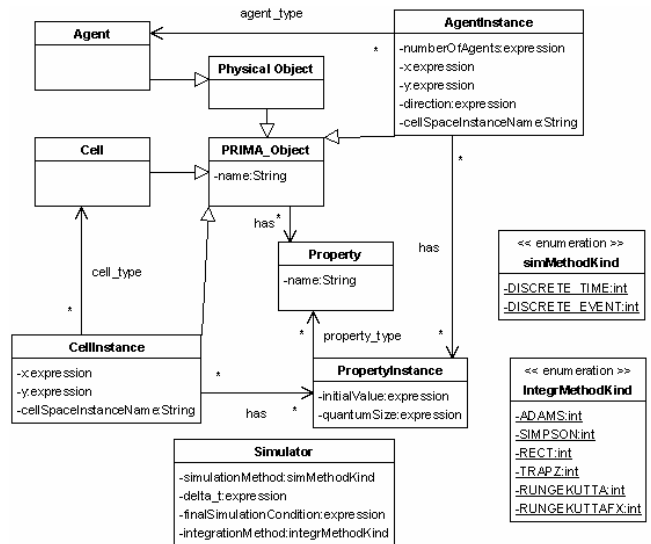 agent_type
Agent
AgentInstance
-numberOfAgents:expression
-x:expression
-y:expression
-direction:expression
-cellSpaceInstanceName:String
*
Physical Object
Cell
PRIMA_Object
-name:String
*
has
*
cell_type
has
Property
-name:String
<< enumeration >>
simMethodKind
-DISCRETE_TIME:int
-DISCRETE_EVENT:int
*
*
property_type
*
CellInstance
-x:expression
-y:expression
-cellSpaceInstanceName:String
*
has
*
PropertyInstance
-initialValue:expression
-quantumSize:expression
<< enumeration >>
IntegrMethodKind
-ADAMS:int
-SIMPSON:int
-RECT:int
-TRAPZ:int
-RUNGEKUTTA:int
-RUNGEKUTTAFX:int
Simulator
-simulationMethod:simMethodKind
-delta_t:expression
-finalSimulationCondition:expression
-integrationMethod:integrMethodKind